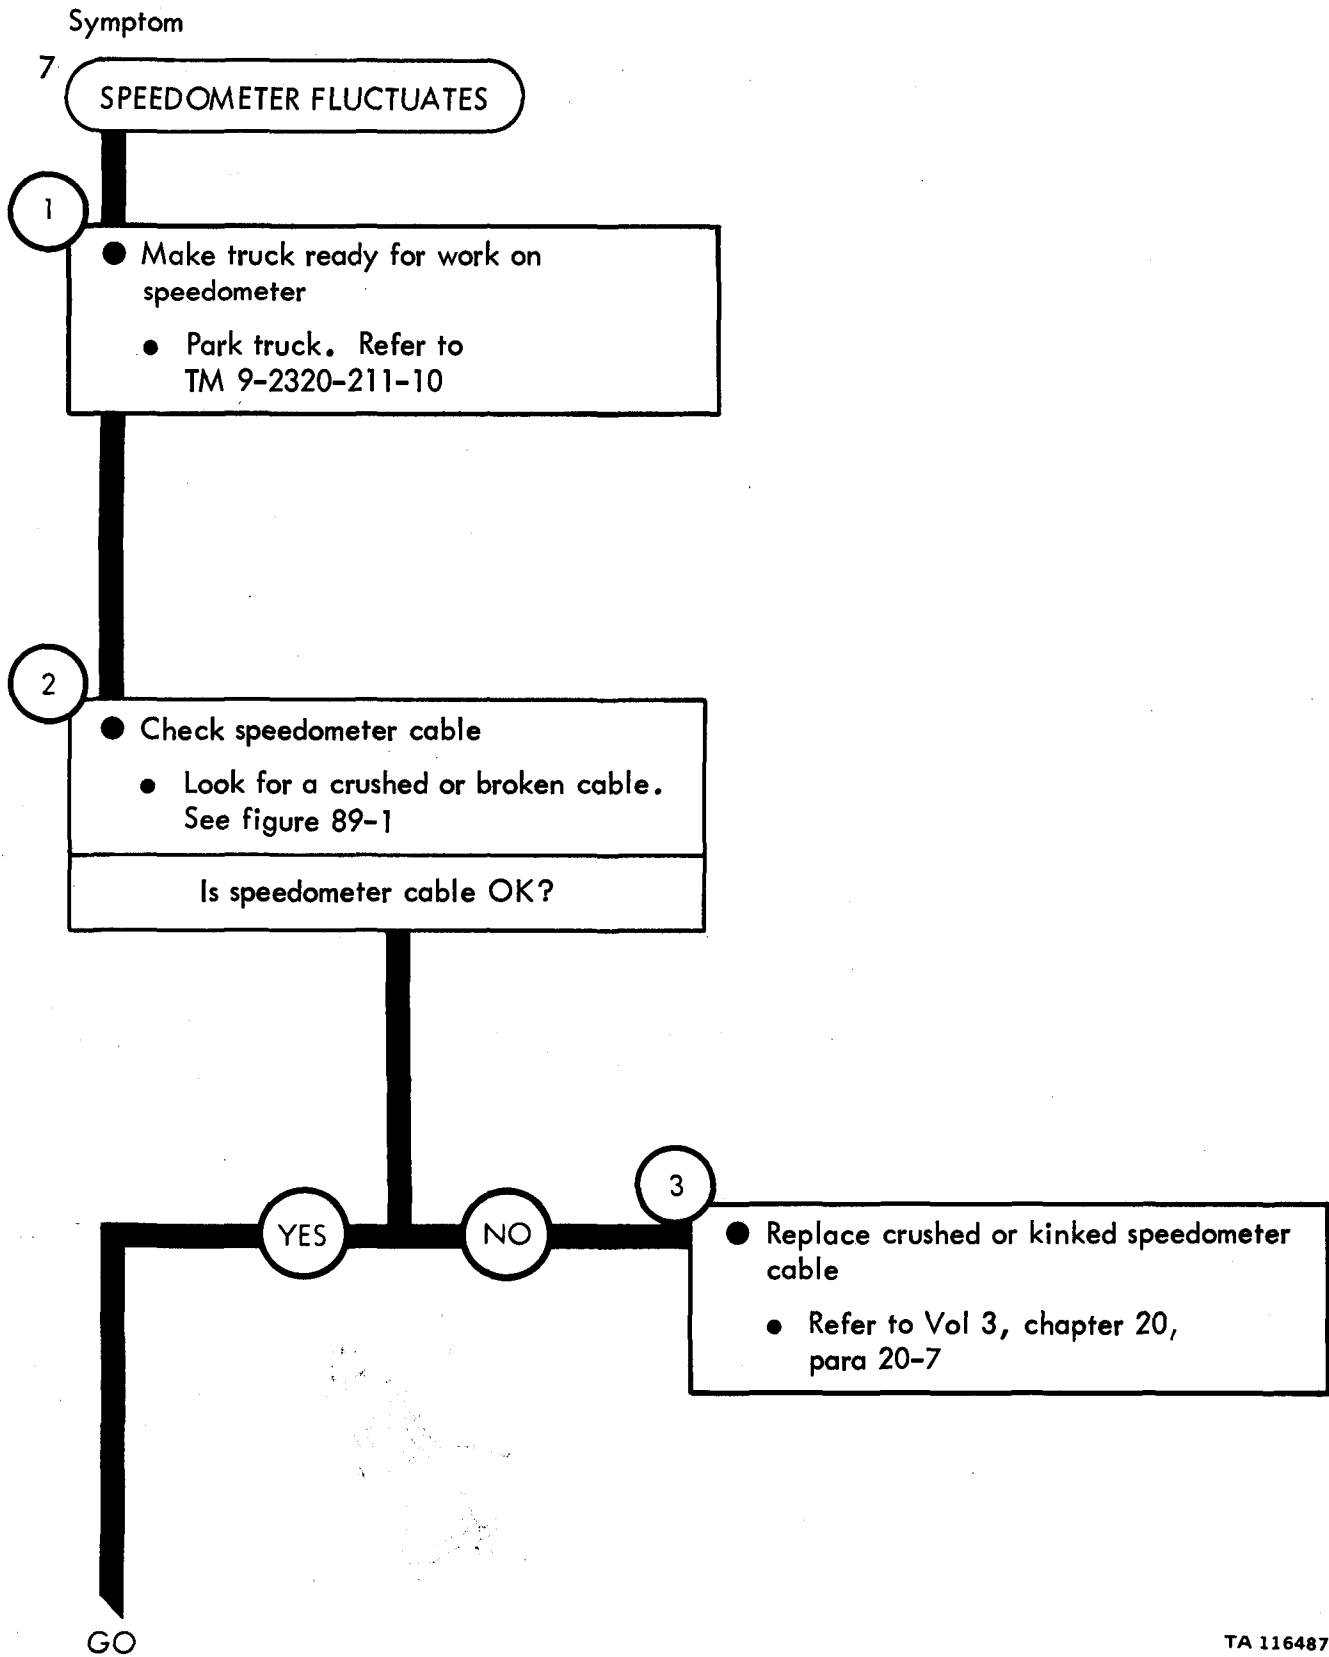 Symptom
7
SPEEDOMETER FLUCTUATES
1
● Make truck ready for work on
speedometer
● Park truck. Refer to
TM 9-2320-211-10
2
● Check speedometer cable
● Look for a crushed or broken cable.
See figure 89-1
Is speedometer cable OK?
YES
NO
3
● Replace crushed or kinked speedometer
cable
● Refer to Vol 3, chapter 20,
para 20-7
GO
TA 116487